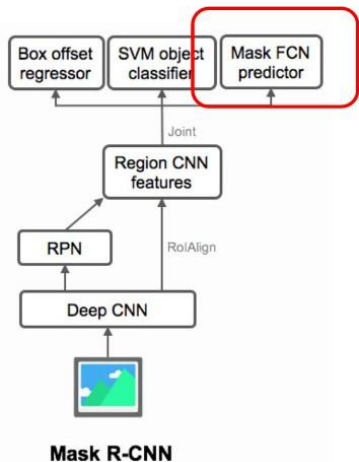 Box offset
regressor
SVM object
classifier
Mask FCN
predictor
Joint
Region CNN
features
RPN
RoIAlign
Deep CNN
Mask R-CNN